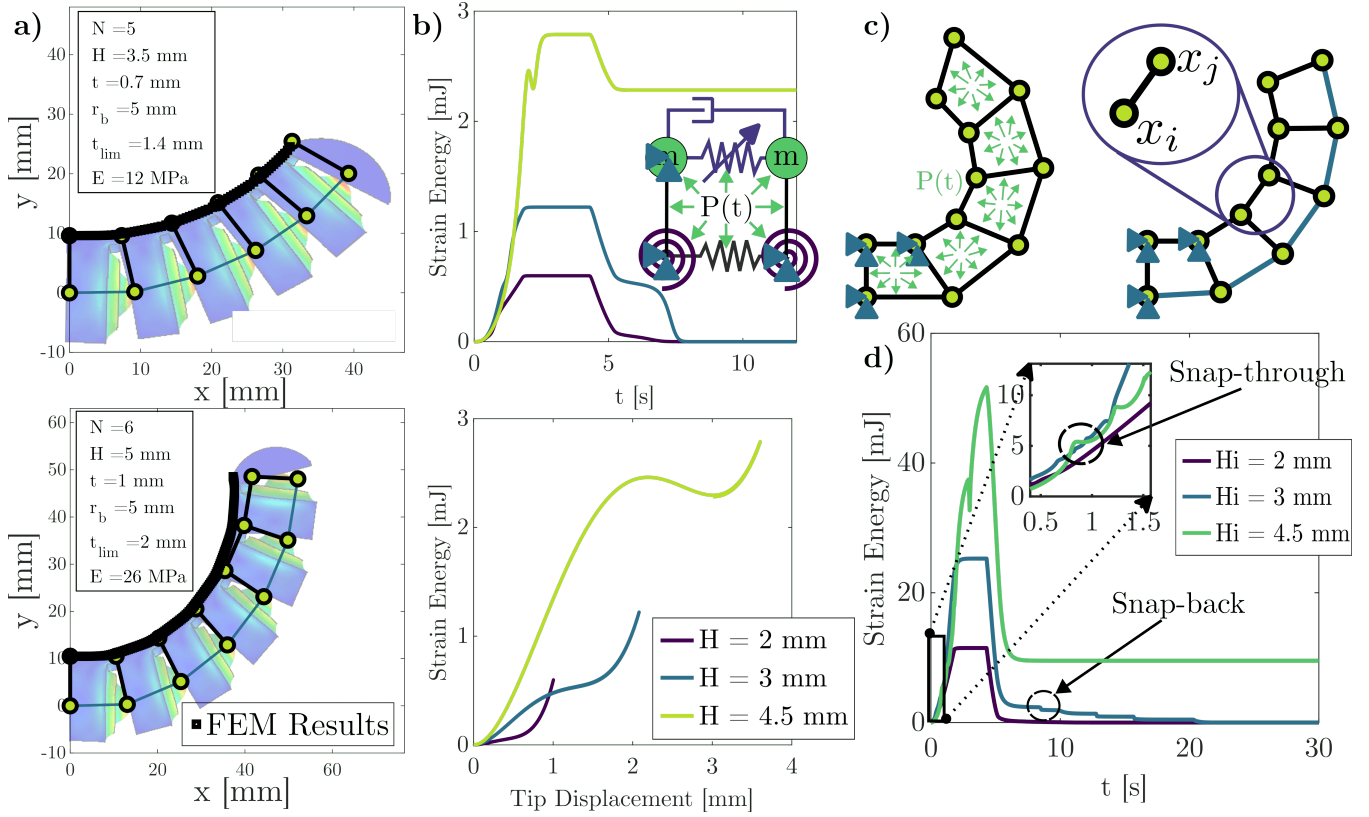 a)
N =5
H =3.5 mm
t =0.7 mm
r_b =5 mm
t_lim =1.4 mm
E =12 MPa
y [mm]
40
30
20
10
0
-10
0
10
20
30
40
x [mm]
N =6
H =5 mm
t =1 mm
r_b =5 mm
t_lim =2 mm
E =26 MPa
y [mm]
60
50
40
30
20
10
0
-10
FEM Results
0
20
40
60
x [mm]
b)
Strain Energy [mJ]
3
2
1
0
m
m
P(t)
0
5
10
t [s]
Strain Energy [mJ]
3
2
1
0
H = 2 mm
H = 3 mm
H = 4.5 mm
0
1
2
3
4
Tip Displacement [mm]
c)
P(t)
x_j
x_i
d)
Strain Energy [mJ]
60
40
20
0
10
5
0
0.4
1
1.5
Snap-through
Hi = 2 mm
Hi = 3 mm
Hi = 4.5 mm
Snap-back
0
10
20
30
t [s]